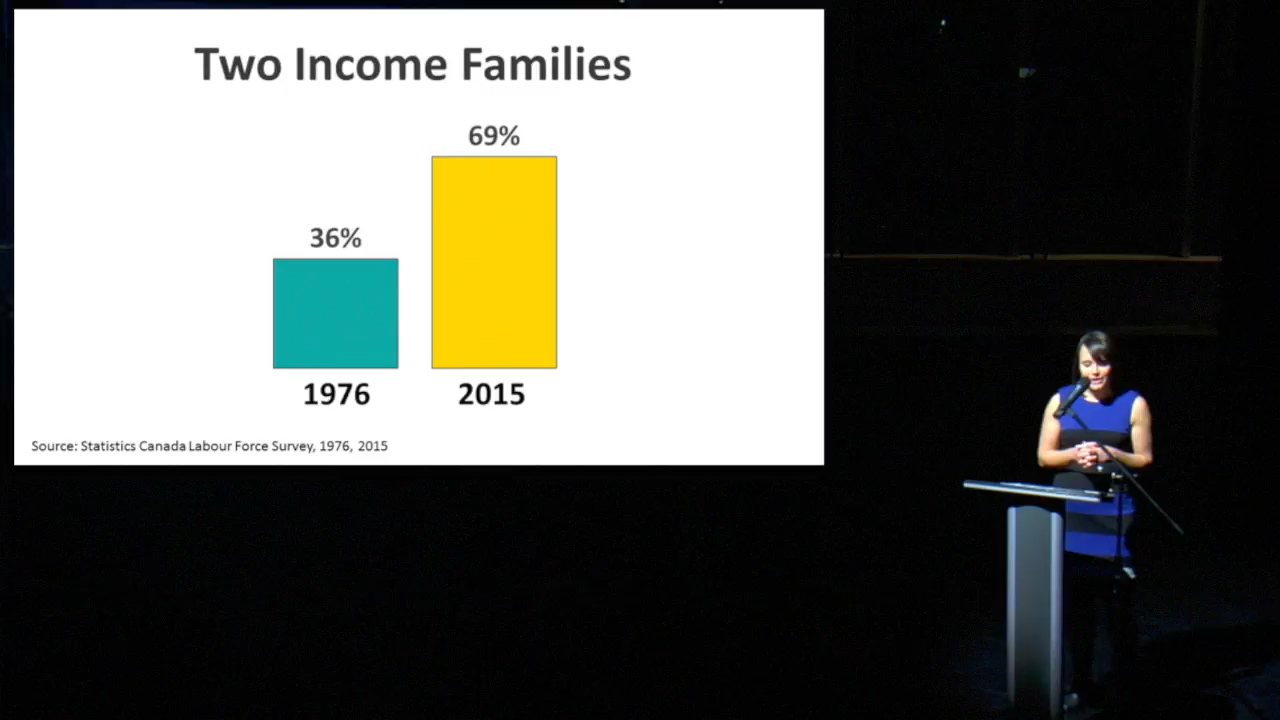 Two Income Families
69%
36%
1976 2015
Source: Statistics Canada Labour Force Survey, 1976, 2015